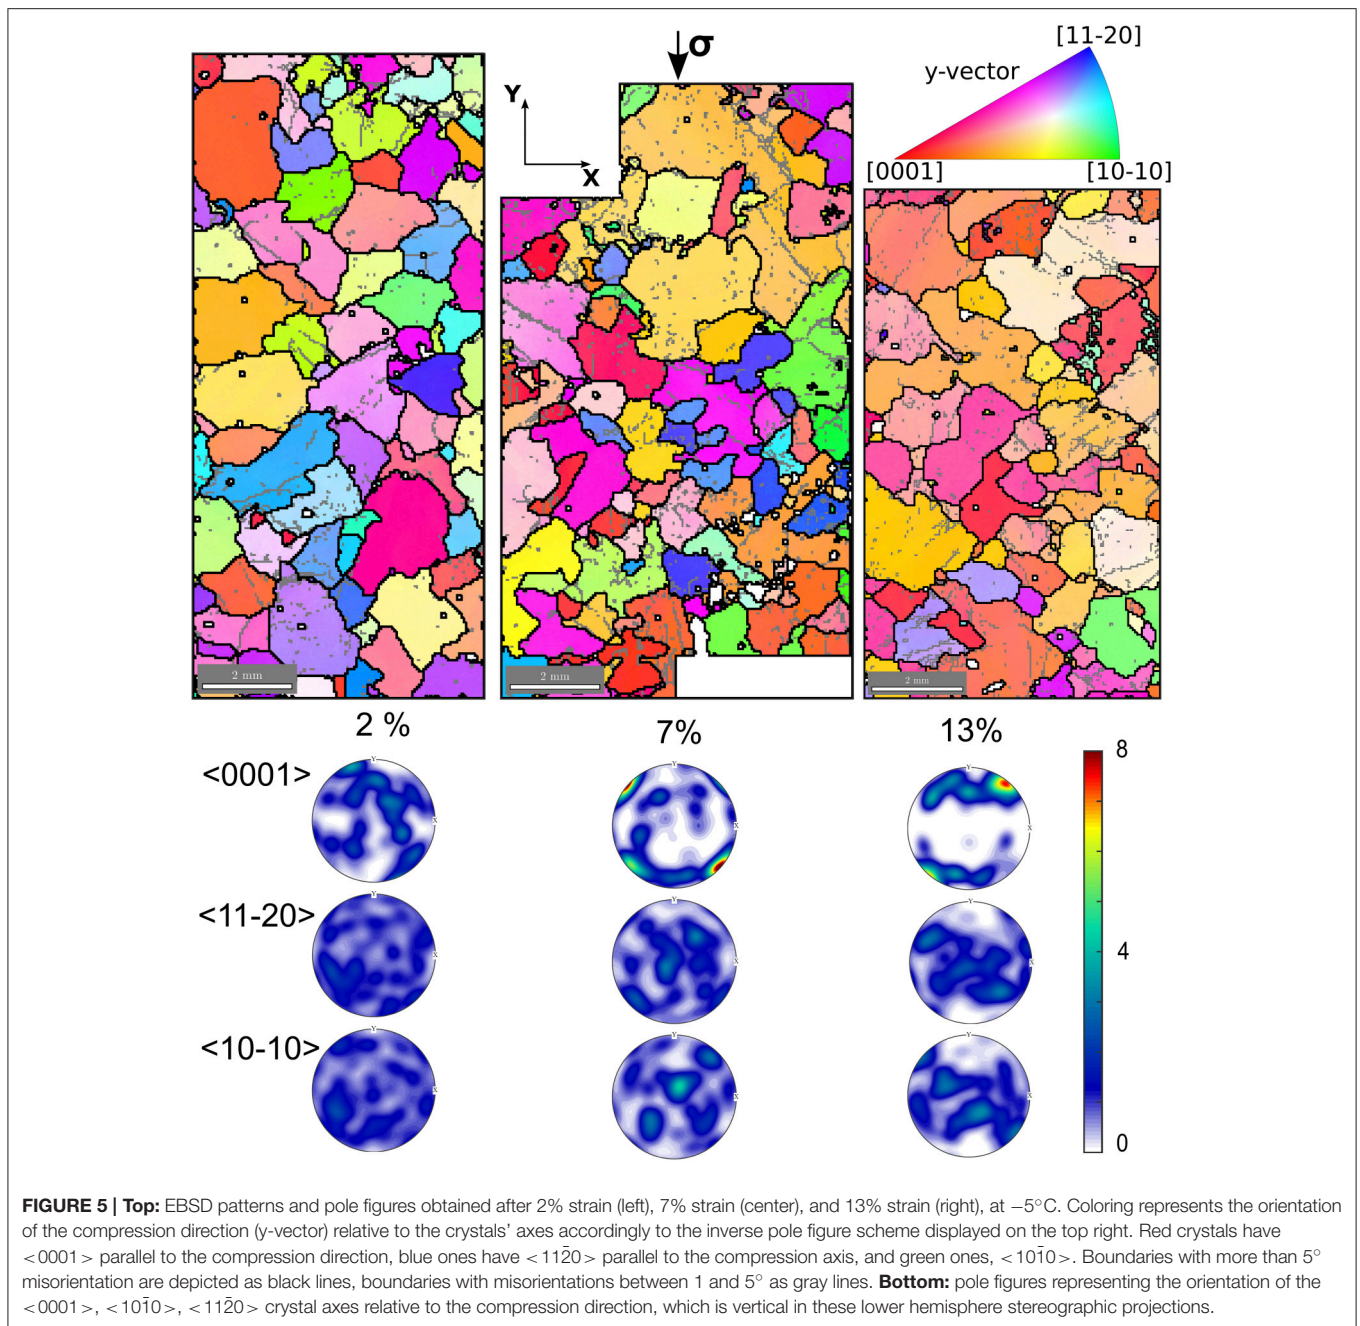 σ
[11-20]
y-vector
Y
X
[0001]
[10-10]
2 mm
2 mm
2 mm
2 %
7%
13%
<0001>
Y
X
Y
X
Y
X
8
<11-20>
Y
X
Y
X
Y
X
4
<10-10>
Y
X
Y
X
Y
X
0
FIGURE 5 | Top: EBSD patterns and pole figures obtained after 2% strain (left), 7% strain (center), and 13% strain (right), at −5°C. Coloring represents the orientation
of the compression direction (y-vector) relative to the crystals' axes accordingly to the inverse pole figure scheme displayed on the top right. Red crystals have
<0001> parallel to the compression direction, blue ones have <112̄0> parallel to the compression axis, and green ones, <101̄0>. Boundaries with more than 5°
misorientation are depicted as black lines, boundaries with misorientations between 1 and 5° as gray lines. Bottom: pole figures representing the orientation of the
<0001>, <101̄0>, <112̄0> crystal axes relative to the compression direction, which is vertical in these lower hemisphere stereographic projections.